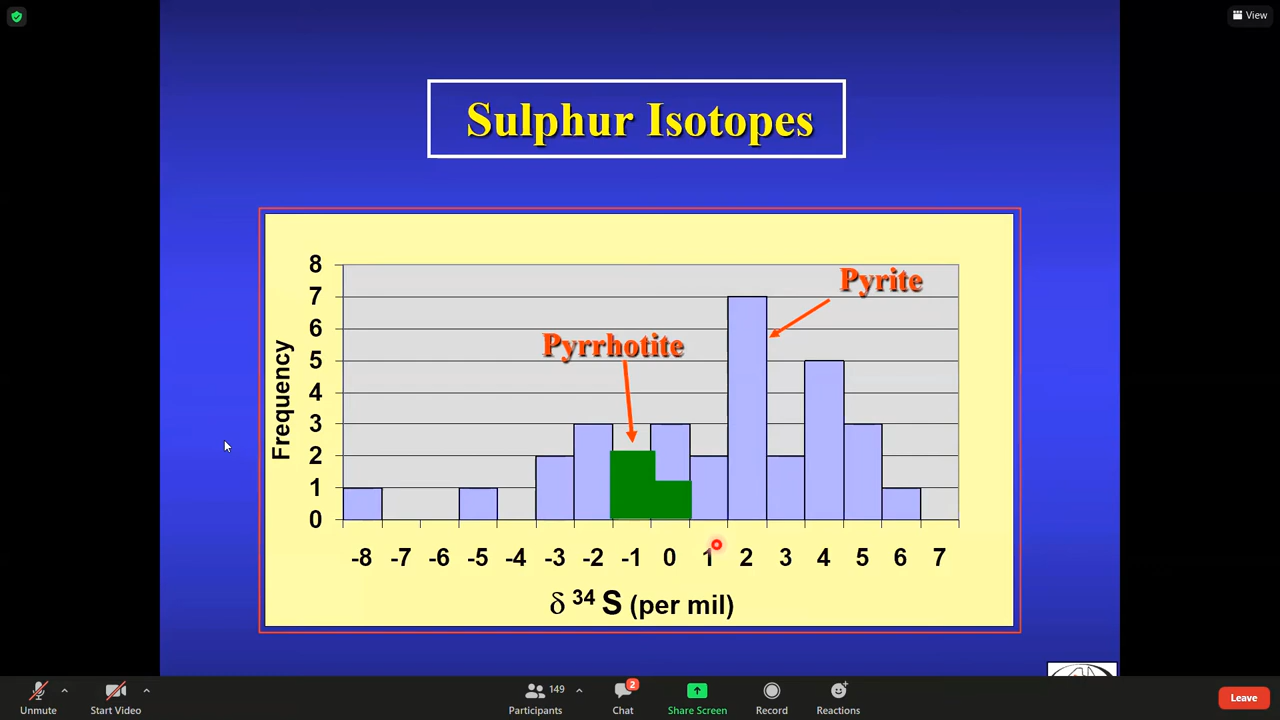 View
Sulphur Isotopes
8
7
6
5
4
3
2
1
0
Frequency
Pyrite
Pyrrhotite
-8 -7 -6 -5 -4 -3 -2 -1 0 1 2 3 4 5 6 7
δ 34 S (per mil)
Unmute
Start Video
149
Participants
2
Chat
Share Screen
Record
Reactions
Leave